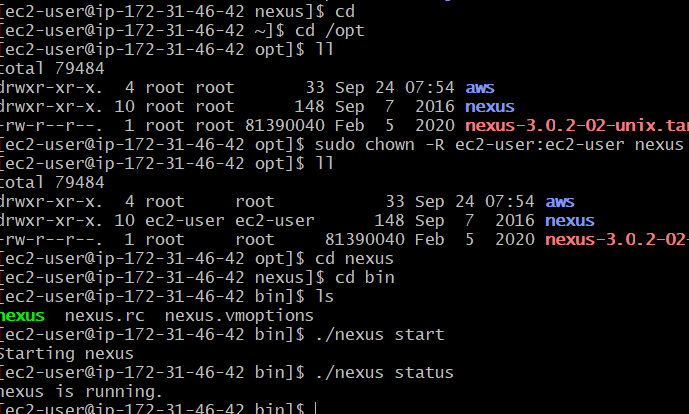 [ec2-user@ip-172-31-46-42 nexus]$ cd
[ec2-user@ip-172-31-46-42 ~]$ cd /opt
[ec2-user@ip-172-31-46-42 opt]$ ll
total 79484
drwxr-xr-x.  4 root root       33 Sep 24 07:54 aws
drwxr-xr-x. 10 root root      148 Sep  7  2016 nexus
-rw-r--r--.  1 root root 81390040 Feb  5  2020 nexus-3.0.2-02-unix.tar
[ec2-user@ip-172-31-46-42 opt]$ sudo chown -R ec2-user:ec2-user nexus
[ec2-user@ip-172-31-46-42 opt]$ ll
total 79484
drwxr-xr-x.  4 root     root           33 Sep 24 07:54 aws
drwxr-xr-x. 10 ec2-user ec2-user      148 Sep  7  2016 nexus
-rw-r--r--.  1 root     root     81390040 Feb  5  2020 nexus-3.0.2-02-
[ec2-user@ip-172-31-46-42 opt]$ cd nexus
[ec2-user@ip-172-31-46-42 nexus]$ cd bin
[ec2-user@ip-172-31-46-42 bin]$ ls
nexus  nexus.rc  nexus.vmoptions
[ec2-user@ip-172-31-46-42 bin]$ ./nexus start
Starting nexus
[ec2-user@ip-172-31-46-42 bin]$ ./nexus status
nexus is running.
[ec2-user@ip-172-31-46-42 bin]$